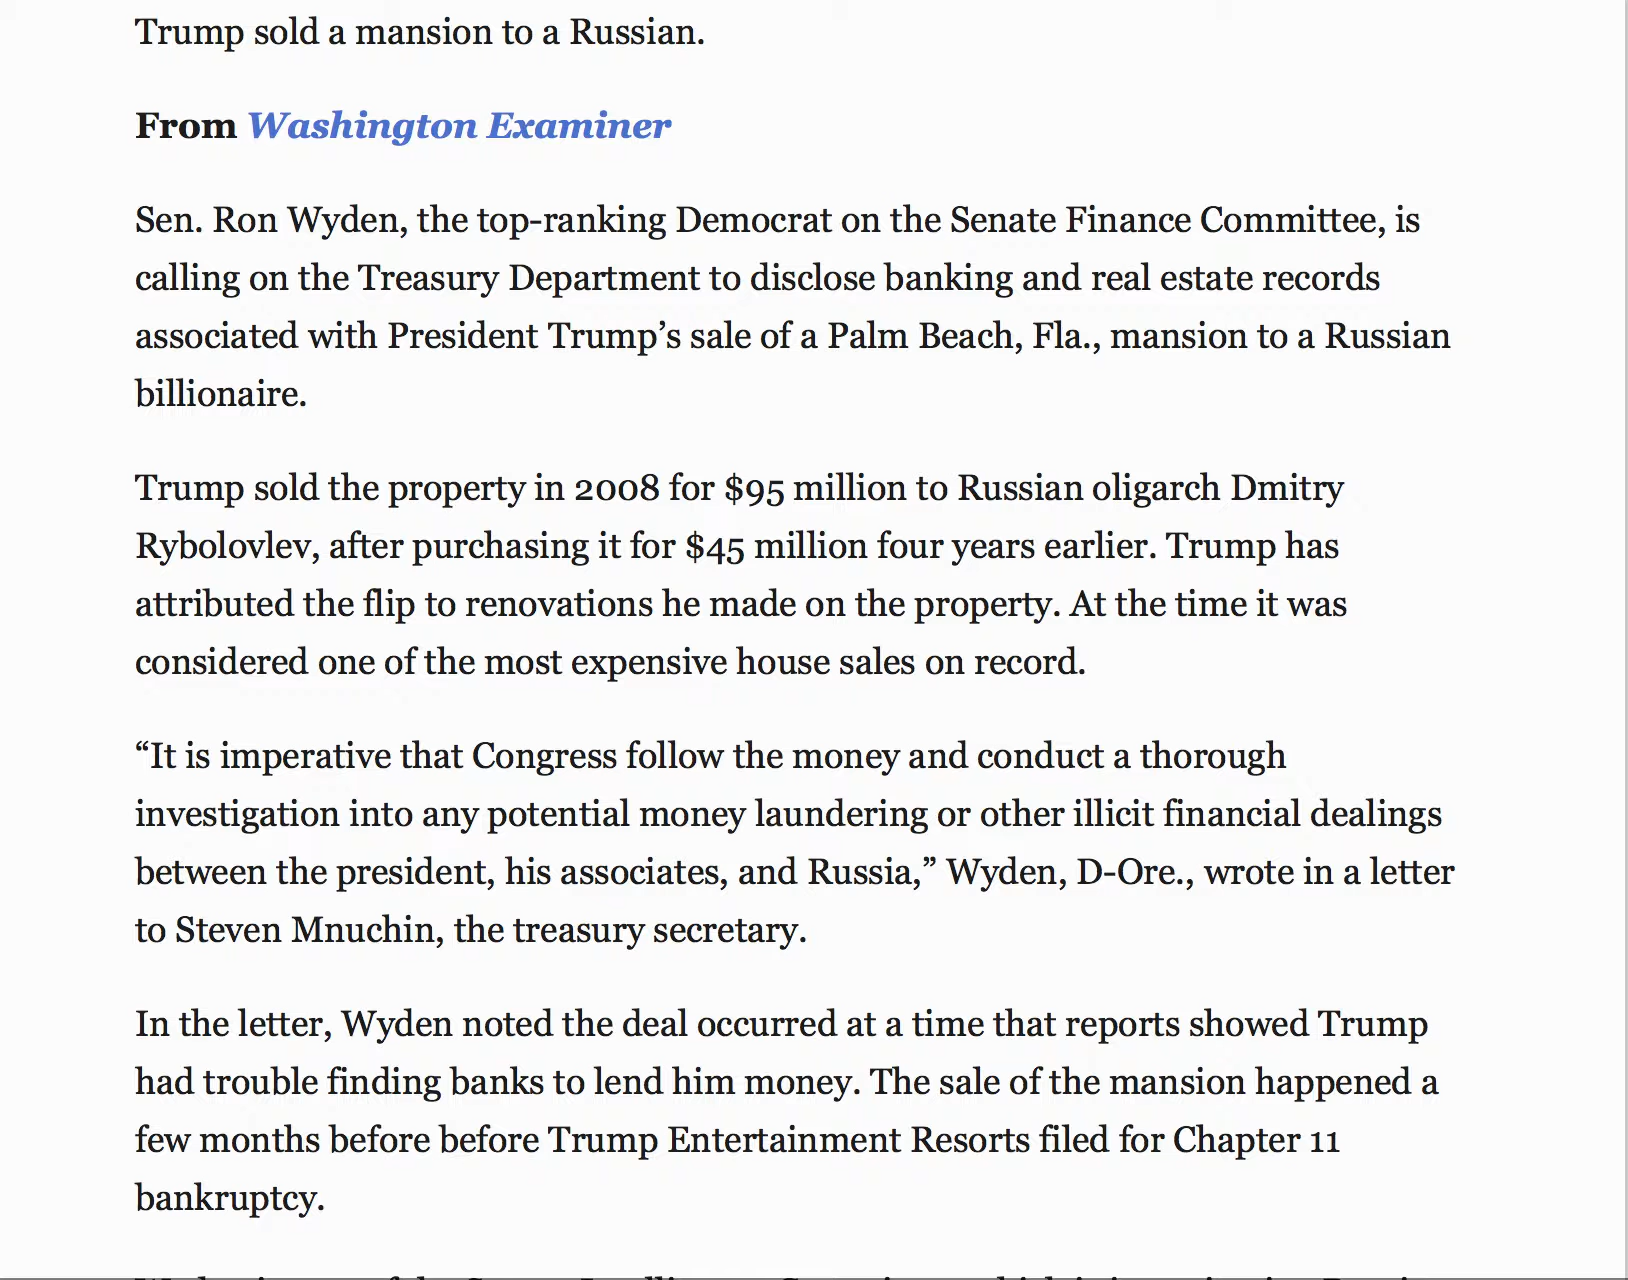 Trump sold a mansion to a Russian.
From Washington Examiner
Sen. Ron Wyden, the top-ranking Democrat on the Senate Finance Committee, is
calling on the Treasury Department to disclose banking and real estate records
associated with President Trump’s sale of a Palm Beach, Fla., mansion to a Russian
billionaire.
Trump sold the property in 2008 for $95 million to Russian oligarch Dmitry
Rybolovlev, after purchasing it for $45 million four years earlier. Trump has
attributed the flip to renovations he made on the property. At the time it was
considered one of the most expensive house sales on record.
“It is imperative that Congress follow the money and conduct a thorough
investigation into any potential money laundering or other illicit financial dealings
between the president, his associates, and Russia,” Wyden, D-Ore., wrote in a letter
to Steven Mnuchin, the treasury secretary.
In the letter, Wyden noted the deal occurred at a time that reports showed Trump
had trouble finding banks to lend him money. The sale of the mansion happened a
few months before before Trump Entertainment Resorts filed for Chapter 11
bankruptcy.